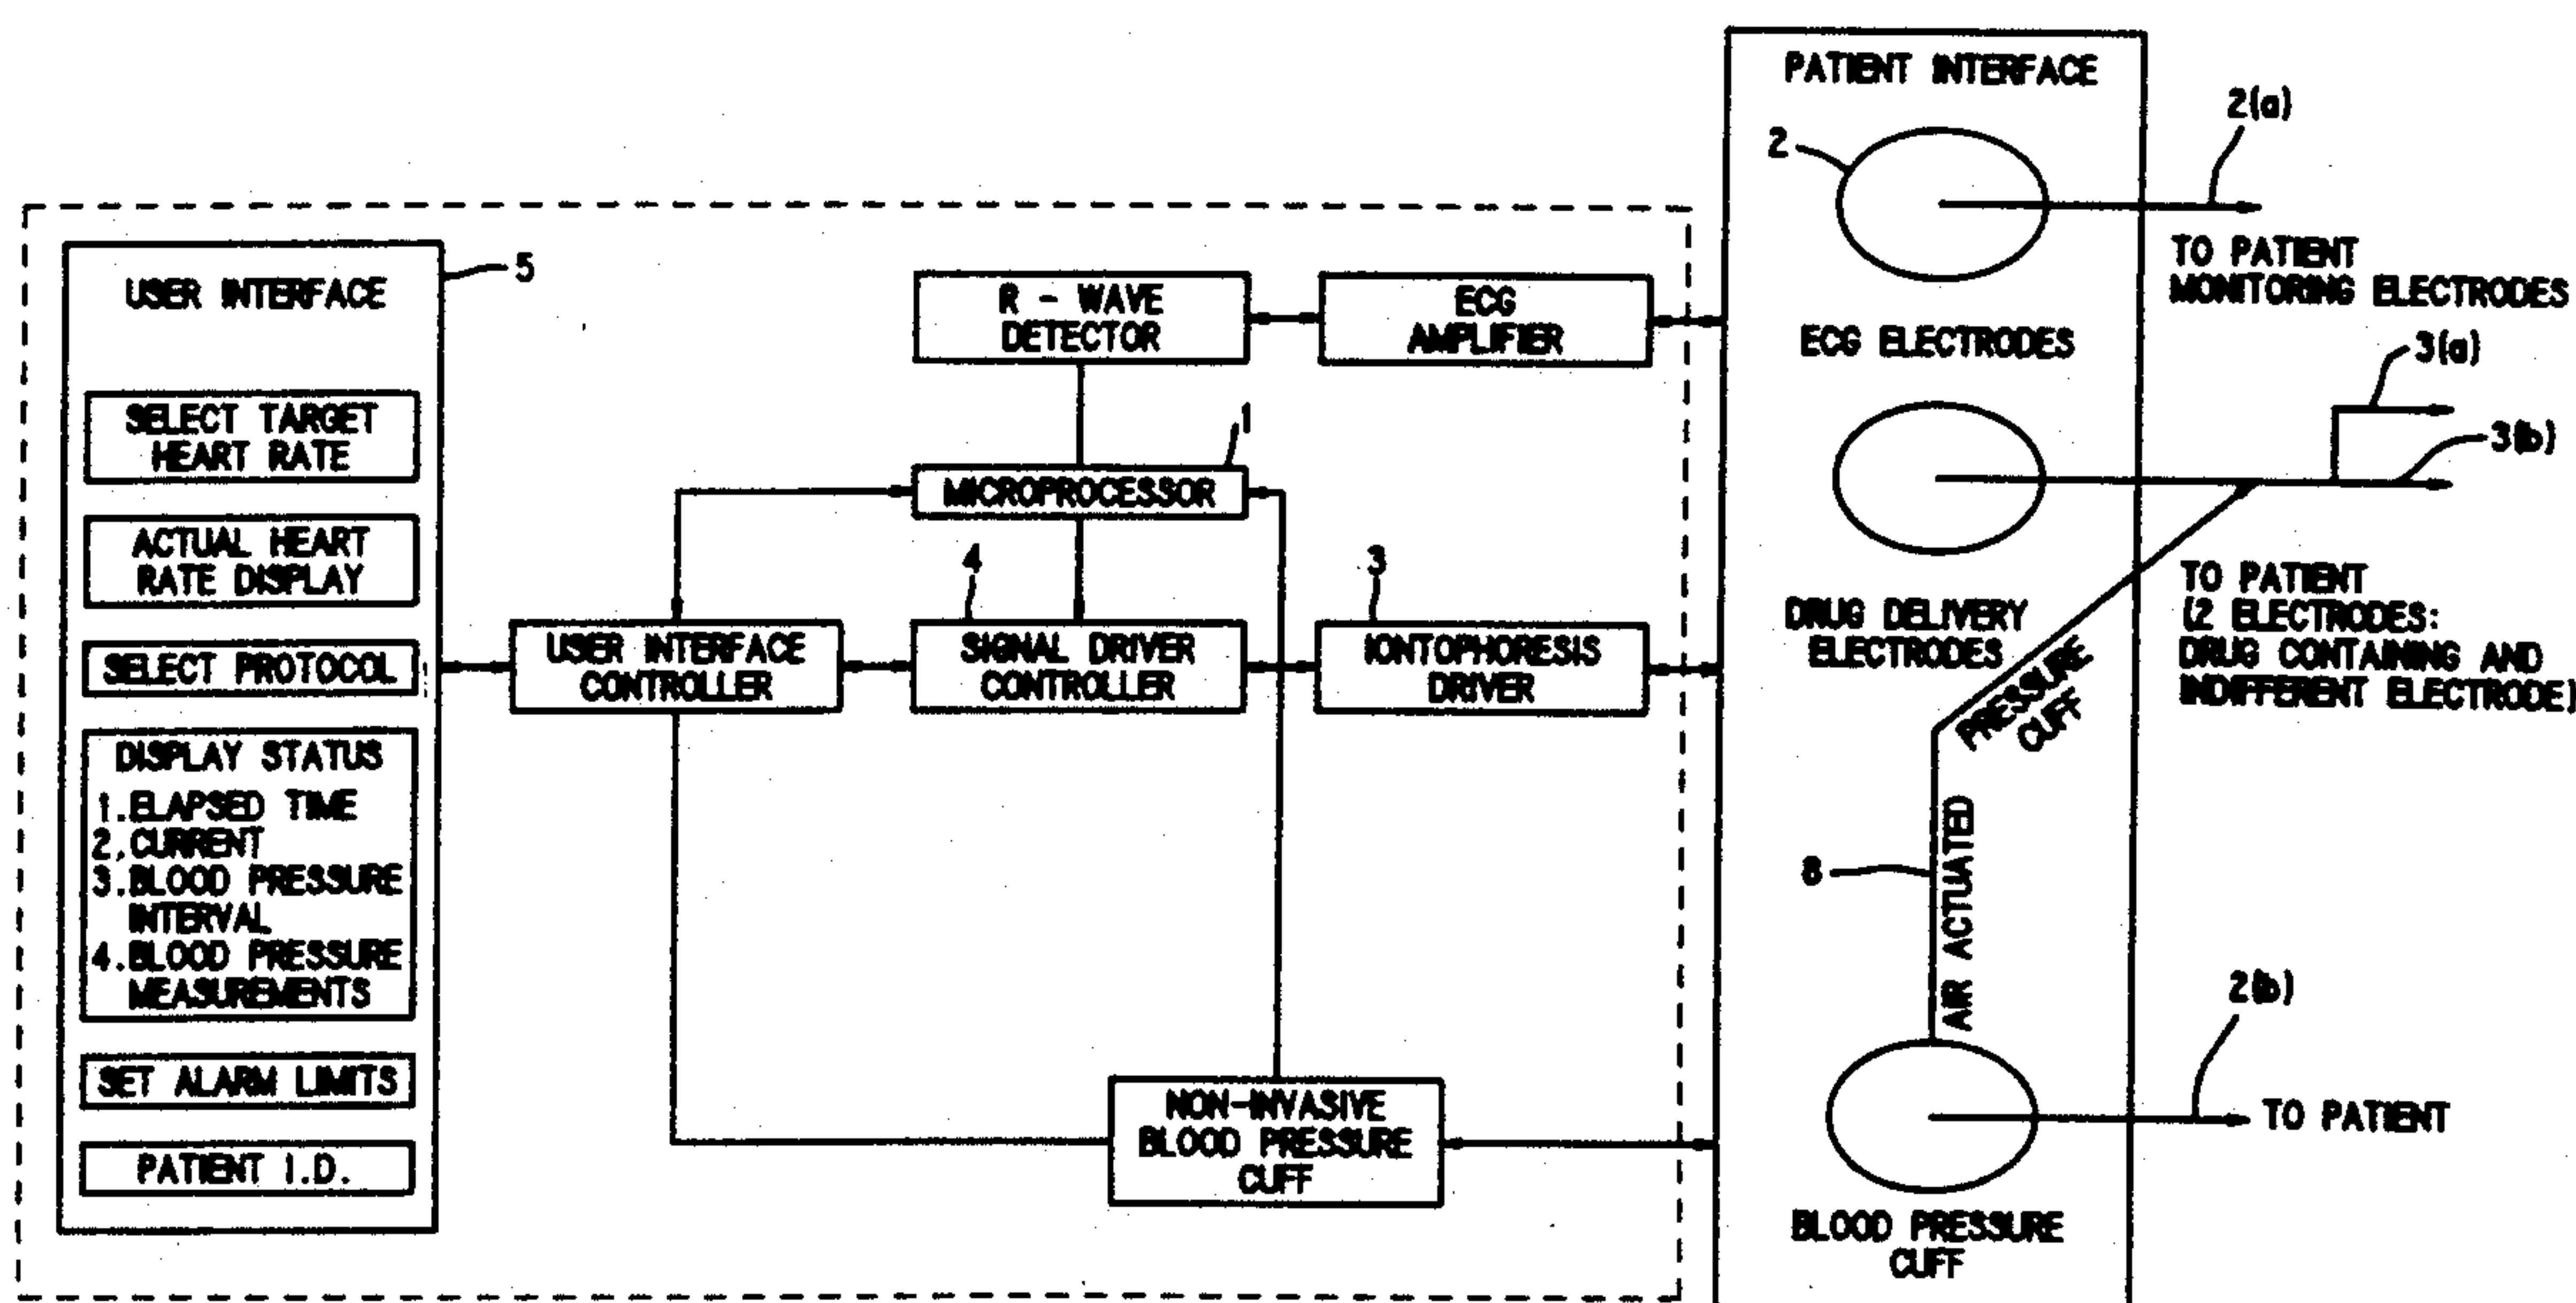 USER INTERFACE
5
SELECT TARGET
HEART RATE
ACTUAL HEART
RATE DISPLAY
SELECT PROTOCOL
DISPLAY STATUS
1. ELAPSED TIME
2. CURRENT
3. BLOOD PRESSURE
INTERVAL
4. BLOOD PRESSURE
MEASUREMENTS
SET ALARM LIMITS
PATIENT I.D.
R - WAVE
DETECTOR
ECG
AMPLIFIER
1
MICROPROCESSOR
USER INTERFACE
CONTROLLER
4
SIGNAL DRIVER
CONTROLLER
3
IONTOPHORESIS
DRIVER
NON-INVASIVE
BLOOD PRESSURE
CUFF
PATIENT INTERFACE
2
2(a)
TO PATIENT
MONITORING ELECTRODES
ECG ELECTRODES
3(a)
3(b)
DRUG DELIVERY
ELECTRODES
TO PATIENT
(2 ELECTRODES:
DRUG CONTAINING AND
INDIFFERENT ELECTRODE)
PRESSURE
CUFF
8
AIR ACTUATED
2(b)
TO PATIENT
BLOOD PRESSURE
CUFF